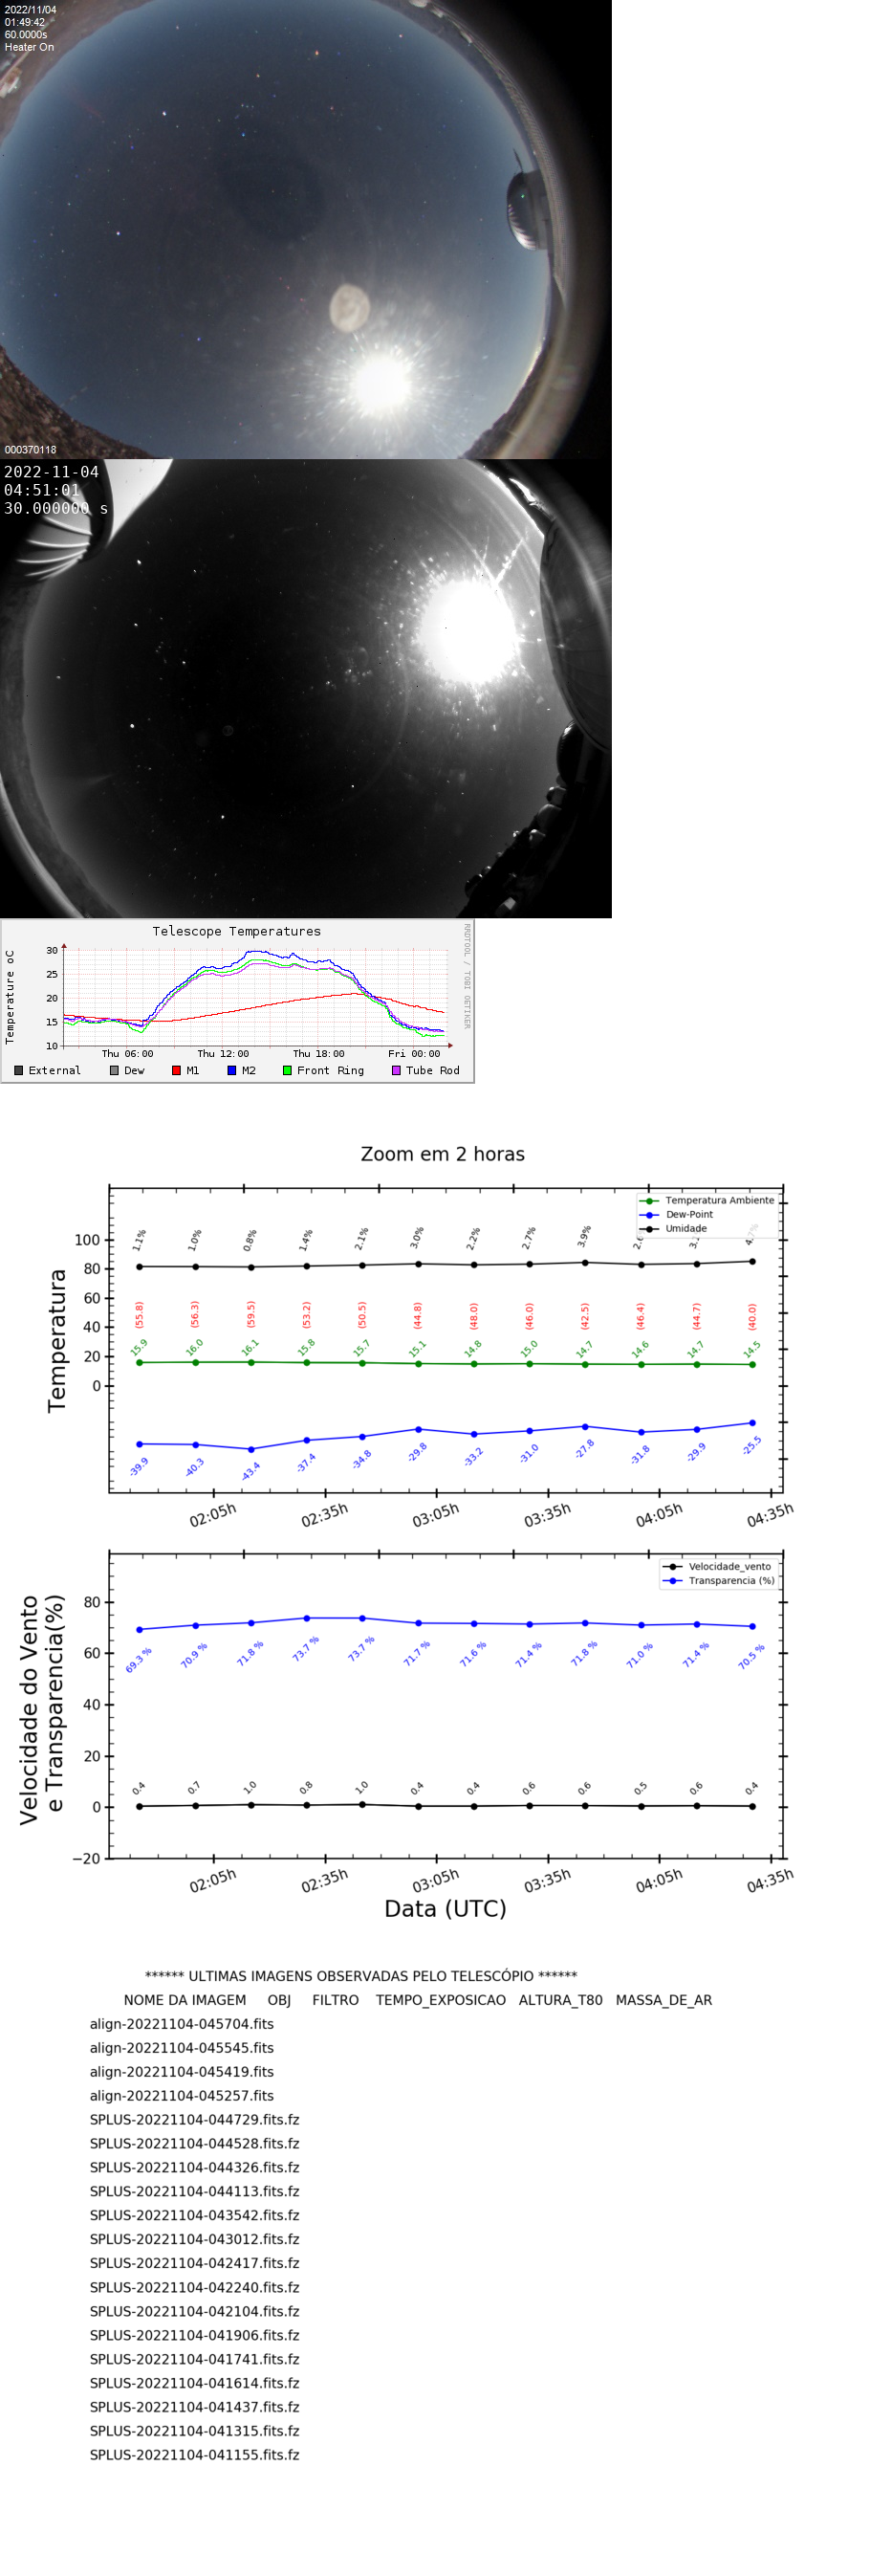 2022/11/04
01:49:42
60.0000s
Heater On
000370118
2022-11-04
04:51:01
30.000000 s
Telescope Temperatures
RRDTOOL / TOBI OETIKER
Temperature oC
30
25
20
15
10
Thu 06:00 Thu 12:00 Thu 18:00 Fri 00:00
External Dew M1 M2 Front Ring Tube Rod
Zoom em 2 horas
Temperatura Ambiente
Dew-Point
Umidade
Temperatura
100
80
60
40
20
0
1.1% 1.0% 0.8% 1.4% 2.1% 3.0% 2.2% 2.7% 3.9%
(55.8) (56.3) (59.5) (53.2) (50.5) (44.8) (48.0) (46.0) (42.5) (46.4) (44.7) (40.0)
15.9 16.0 16.1 15.8 15.7 15.1 14.8 15.0 14.7 14.6 14.7 14.5
-39.9 -40.3 -43.4 -37.4 -34.8 -29.8 -33.2 -31.0 -27.8 -31.8 -29.9 -25.5
02:05h 02:35h 03:05h 03:35h 04:05h 04:35h
Velocidade_vento
Transparencia (%)
Velocidade do Vento
e Transparencia(%)
80
60
40
20
0
−20
69.3 % 70.9 % 71.8 % 73.7 % 73.7 % 71.7 % 71.6 % 71.4 % 71.8 % 71.0 % 71.4 % 70.5 %
0.4 0.7 1.0 0.8 1.0 0.4 0.4 0.6 0.6 0.5 0.6 0.4
02:05h 02:35h 03:05h 03:35h 04:05h 04:35h
Data (UTC)
****** ULTIMAS IMAGENS OBSERVADAS PELO TELESCÓPIO ******
NOME DA IMAGEM OBJ FILTRO TEMPO_EXPOSICAO ALTURA_T80 MASSA_DE_AR
align-20221104-045704.fits
align-20221104-045545.fits
align-20221104-045419.fits
align-20221104-045257.fits
SPLUS-20221104-044729.fits.fz
SPLUS-20221104-044528.fits.fz
SPLUS-20221104-044326.fits.fz
SPLUS-20221104-044113.fits.fz
SPLUS-20221104-043542.fits.fz
SPLUS-20221104-043012.fits.fz
SPLUS-20221104-042417.fits.fz
SPLUS-20221104-042240.fits.fz
SPLUS-20221104-042104.fits.fz
SPLUS-20221104-041906.fits.fz
SPLUS-20221104-041741.fits.fz
SPLUS-20221104-041614.fits.fz
SPLUS-20221104-041437.fits.fz
SPLUS-20221104-041315.fits.fz
SPLUS-20221104-041155.fits.fz